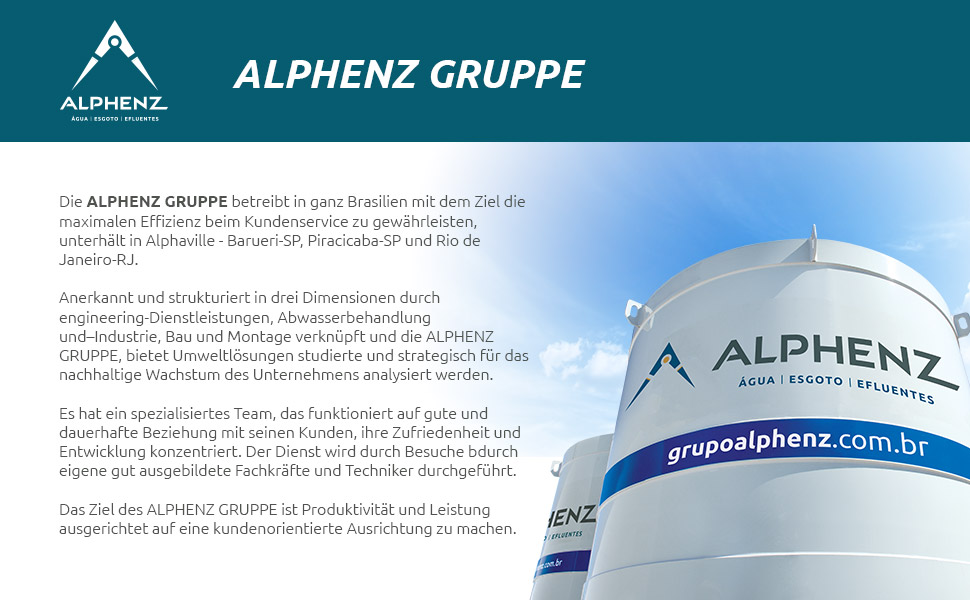 ALPHENZ
ÁGUA | ESGOTO | EFLUENTES
ALPHENZ GRUPPE
Die ALPHENZ GRUPPE betreibt in ganz Brasilien mit dem Ziel die
maximalen Effizienz beim Kundenservice zu gewährleisten,
unterhält in Alphaville - Barueri-SP, Piracicaba-SP und Rio de
Janeiro-RJ.
Anerkannt und strukturiert in drei Dimensionen durch
engineering-Dienstleistungen, Abwasserbehandlung
und–Industrie, Bau und Montage verknüpft und die ALPHENZ
GRUPPE, bietet Umweltlösungen studierte und strategisch für das
nachhaltige Wachstum des Unternehmens analysiert werden.
Es hat ein spezialisiertes Team, das funktioniert auf gute und
dauerhafte Beziehung mit seinen Kunden, ihre Zufriedenheit und
Entwicklung konzentriert. Der Dienst wird durch Besuche bdurch
eigene gut ausgebildete Fachkräfte und Techniker durchgeführt.
Das Ziel des ALPHENZ GRUPPE ist Produktivität und Leistung
ausgerichtet auf eine kundenorientierte Ausrichtung zu machen.
ALPHENZ
ÁGUA | ESGOTO | EFLUENTES
grupoalphenz.com.br
HENZ
| EFLUENTES
nz.com.br